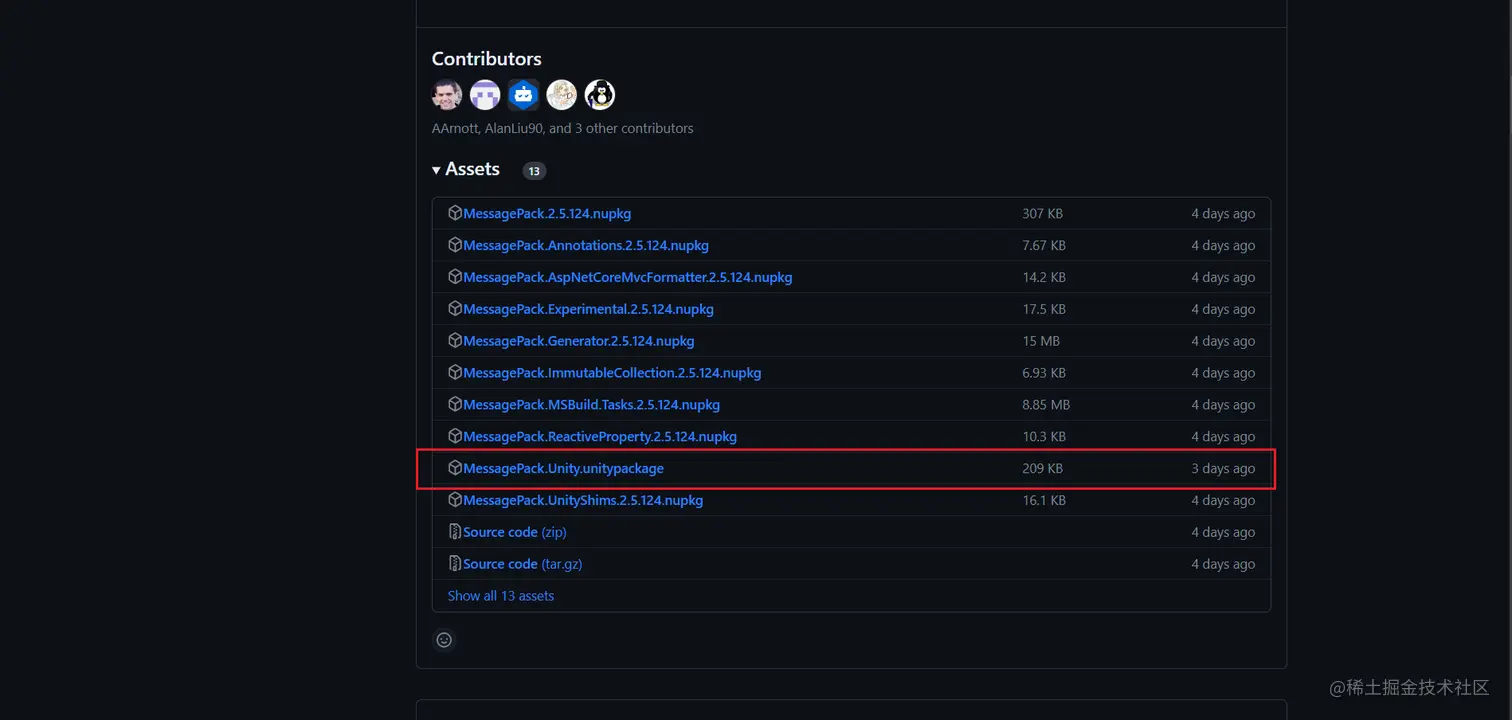 Contributors
AArnott, AlanLiu90, and 3 other contributors
Assets 13
MessagePack.2.5.124.nupkg 307 KB 4 days ago
MessagePack.Annotations.2.5.124.nupkg 7.67 KB 4 days ago
MessagePack.AspNetCoreMvcFormatter.2.5.124.nupkg 14.2 KB 4 days ago
MessagePack.Experimental.2.5.124.nupkg 17.5 KB 4 days ago
MessagePack.Generator.2.5.124.nupkg 15 MB 4 days ago
MessagePack.ImmutableCollection.2.5.124.nupkg 6.93 KB 4 days ago
MessagePack.MSBuild.Tasks.2.5.124.nupkg 8.85 MB 4 days ago
MessagePack.ReactiveProperty.2.5.124.nupkg 10.3 KB 4 days ago
MessagePack.Unity.unitypackage 209 KB 3 days ago
MessagePack.UnityShims.2.5.124.nupkg 16.1 KB 4 days ago
Source code (zip) 4 days ago
Source code (tar.gz) 4 days ago
Show all 13 assets
@稀土掘金技术社区